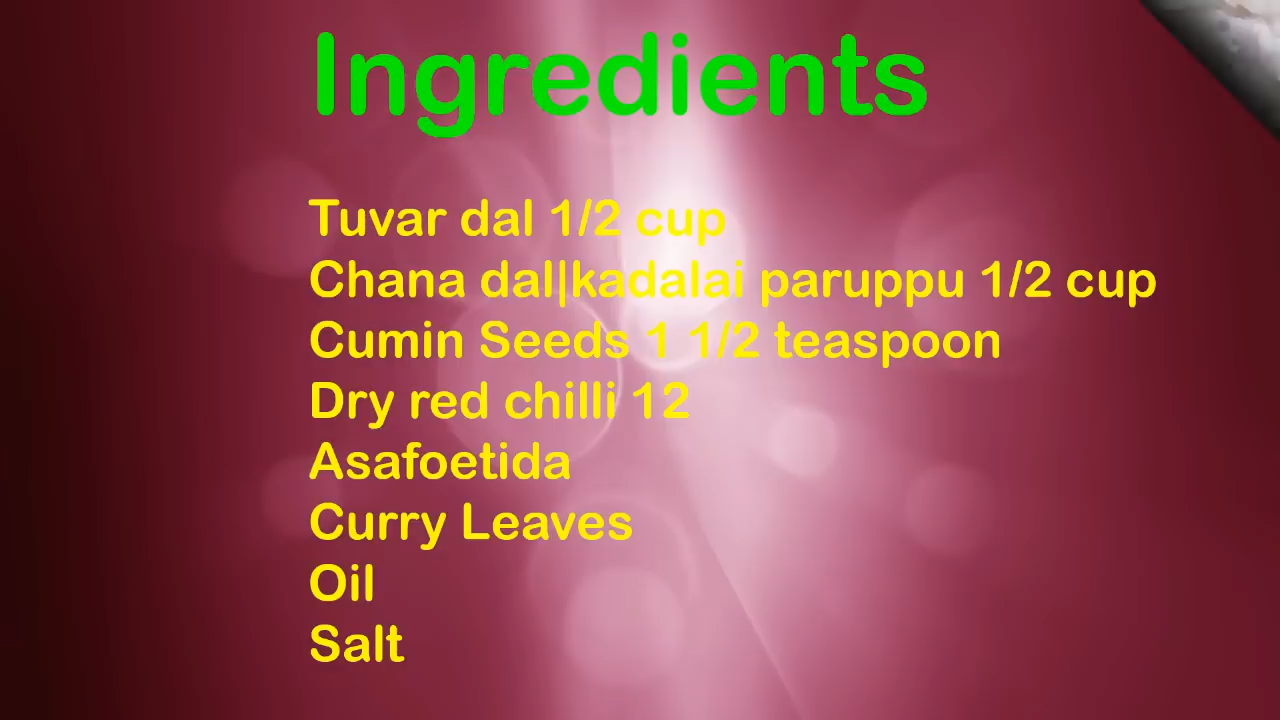 Ingredients
Tuvar dal 1/2 cup
Chana dal|kadalai paruppu 1/2 cup
Cumin Seeds 1 1/2 teaspoon
Dry red chilli 12
Asafoetida
Curry Leaves
Oil
Salt